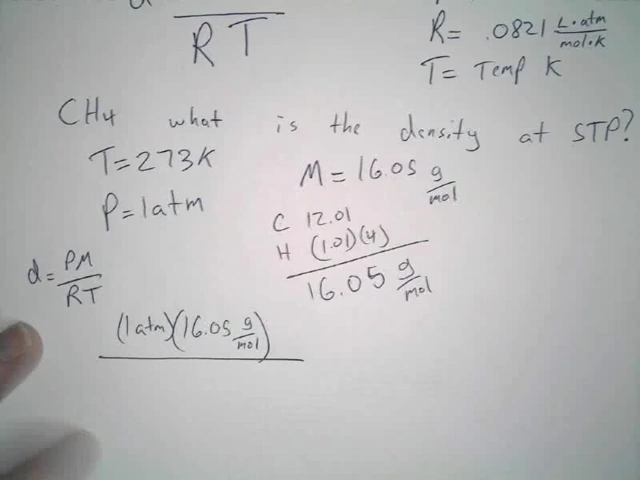 R T
R= .0821 L·atm/mol·K
T= Temp K
CH4 what is the density at STP?
T=273K
M=16.05 g/mol
P=1atm
C 12.01
H (1.01)(4)
16.05 g/mol
d= PM/RT
(1atm)(16.05 g/mol)